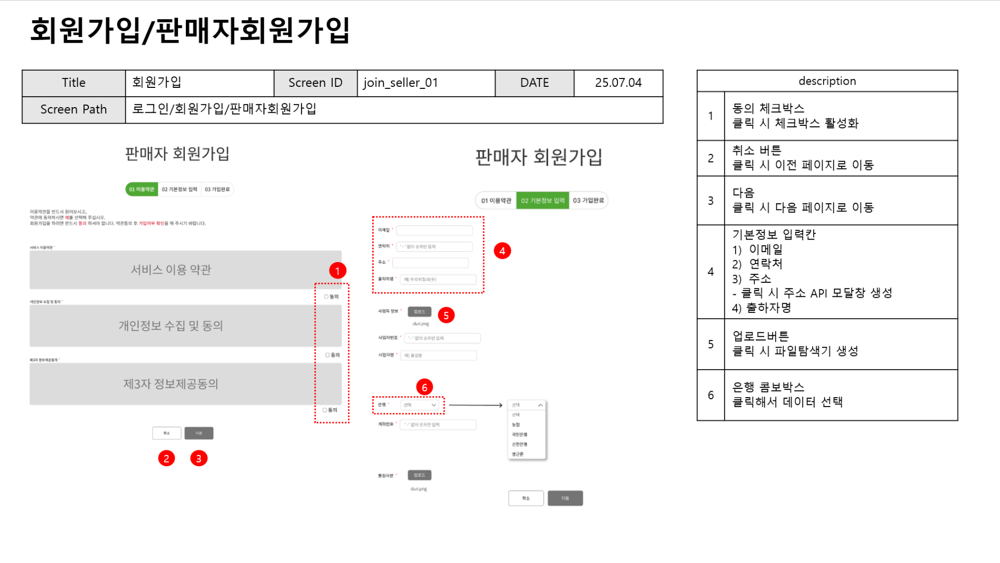 회원가입/판매자회원가입
Title 회원가입 Screen ID join_seller_01 DATE 25.07.04
Screen Path 로그인/회원가입/판매자회원가입
판매자 회원가입
01 이용약관 02 기본정보 입력 03 가입완료
이용약관을 반드시 읽어보시고,
약관에 동의하시면 예를 선택해 주십시오.
회원가입을 하려면 반드시 동의 하셔야 합니다. 약관동의 후 가입여부 확인을 해 주시기 바랍니다.
서비스 이용약관 *
서비스 이용 약관
1
동의
개인정보 수집 및 동의 *
개인정보 수집 및 동의
동의
제3자 정보제공동의 *
제3자 정보제공동의
동의
취소 다음
2 3
판매자 회원가입
01 이용약관 02 기본정보 입력 03 가입완료
이메일 *
연락처 * '-' 없이 숫자만 입력
4
주소 *
출하자명 * 예) 두리위청과(주)
사업자 정보 * 업로드
5
duri.png
사업자번호 * '-' 없이 숫자만 입력
사업자명 * 예) 홍길동
6
은행 * 선택
계좌번호 * '-' 없이 숫자만 입력
선택
선택
농협
국민은행
신한은행
통장사본 * 업로드
duri.png
취소 다음
description
1 동의 체크박스
클릭 시 체크박스 활성화
2 취소 버튼
클릭 시 이전 페이지로 이동
3 다음
클릭 시 다음 페이지로 이동
4 기본정보 입력칸
1) 이메일
2) 연락처
3) 주소
- 클릭 시 주소 API 모달창 생성
4) 출하자명
5 업로드버튼
클릭 시 파일탐색기 생성
6 은행 콤보박스
클릭해서 데이터 선택